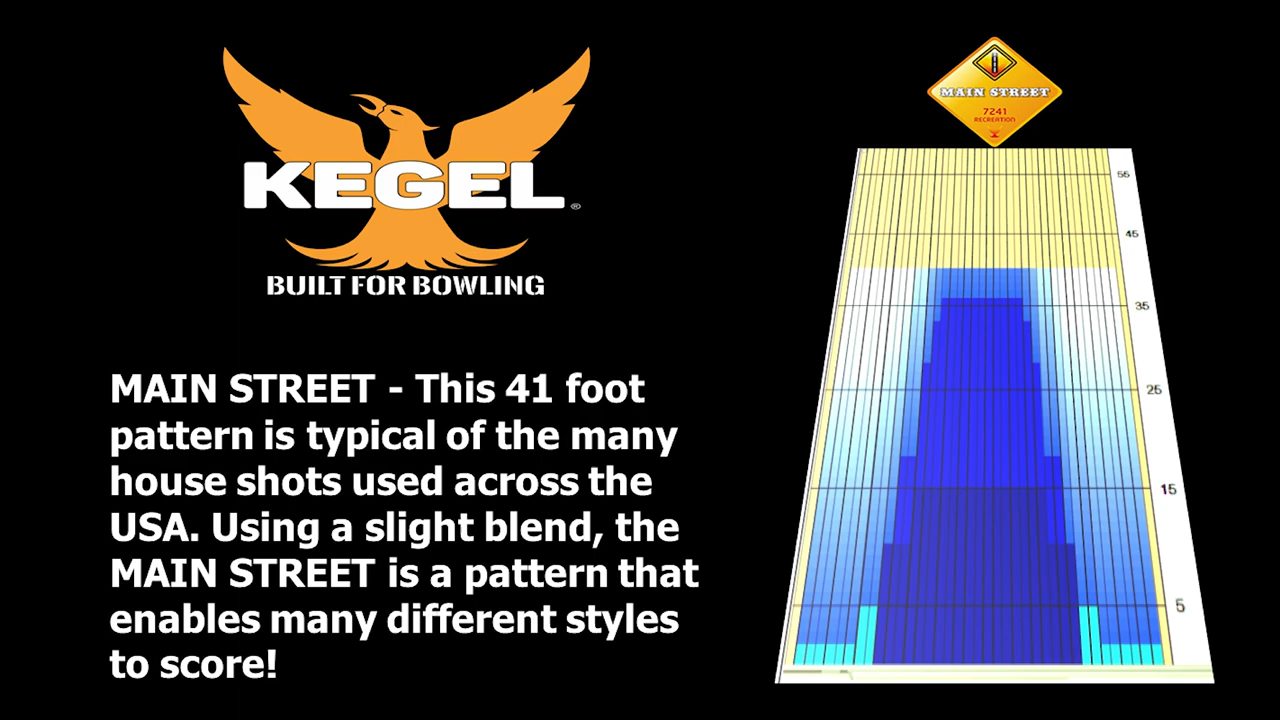 KEGEL®
BUILT FOR BOWLING
MAIN STREET
7241
RECREATION
MAIN STREET - This 41 foot
pattern is typical of the many
house shots used across the
USA. Using a slight blend, the
MAIN STREET is a pattern that
enables many different styles
to score!
55
45
35
25
15
5